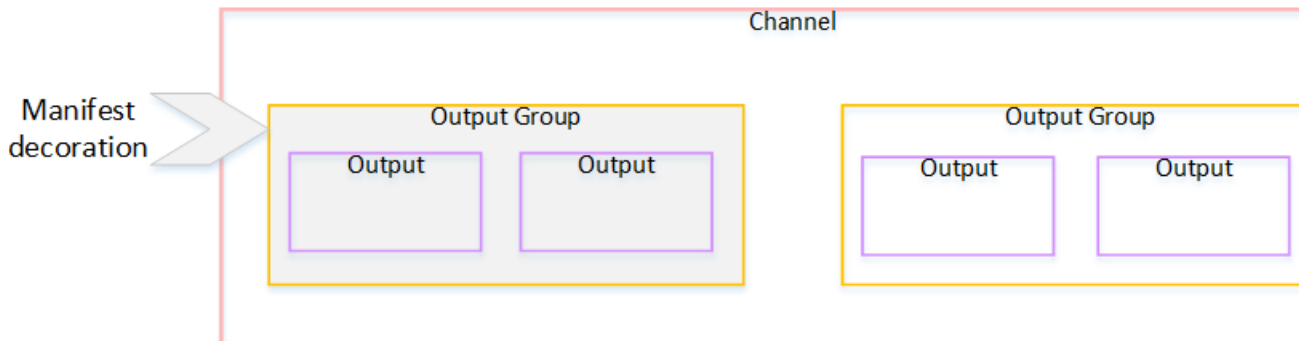 Channel
Manifest
decoration
Output Group
Output
Output
Output Group
Output
Output